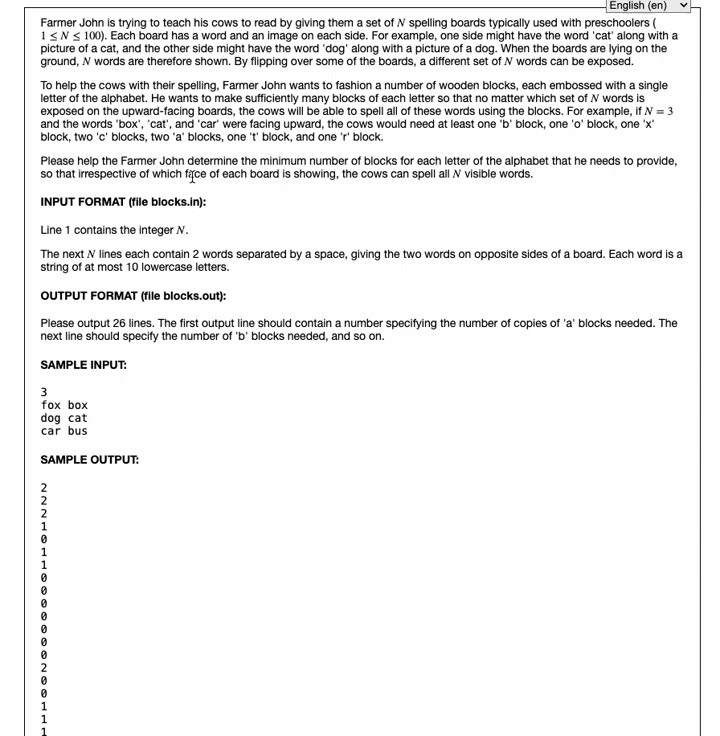 English (en)
Farmer John is trying to teach his cows to read by giving them a set of N spelling boards typically used with preschoolers (
1 ≤ N ≤ 100). Each board has a word and an image on each side. For example, one side might have the word 'cat' along with a
picture of a cat, and the other side might have the word 'dog' along with a picture of a dog. When the boards are lying on the
ground, N words are therefore shown. By flipping over some of the boards, a different set of N words can be exposed.
To help the cows with their spelling, Farmer John wants to fashion a number of wooden blocks, each embossed with a single
letter of the alphabet. He wants to make sufficiently many blocks of each letter so that no matter which set of N words is
exposed on the upward-facing boards, the cows will be able to spell all of these words using the blocks. For example, if N = 3
and the words 'box', 'cat', and 'car' were facing upward, the cows would need at least one 'b' block, one 'o' block, one 'x'
block, two 'c' blocks, two 'a' blocks, one 't' block, and one 'r' block.
Please help the Farmer John determine the minimum number of blocks for each letter of the alphabet that he needs to provide,
so that irrespective of which face of each board is showing, the cows can spell all N visible words.
INPUT FORMAT (file blocks.in):
Line 1 contains the integer N.
The next N lines each contain 2 words separated by a space, giving the two words on opposite sides of a board. Each word is a
string of at most 10 lowercase letters.
OUTPUT FORMAT (file blocks.out):
Please output 26 lines. The first output line should contain a number specifying the number of copies of 'a' blocks needed. The
next line should specify the number of 'b' blocks needed, and so on.
SAMPLE INPUT:
3
fox box
dog cat
car bus
SAMPLE OUTPUT:
2
2
2
1
0
1
1
0
0
0
0
0
0
0
2
0
0
1
1
1